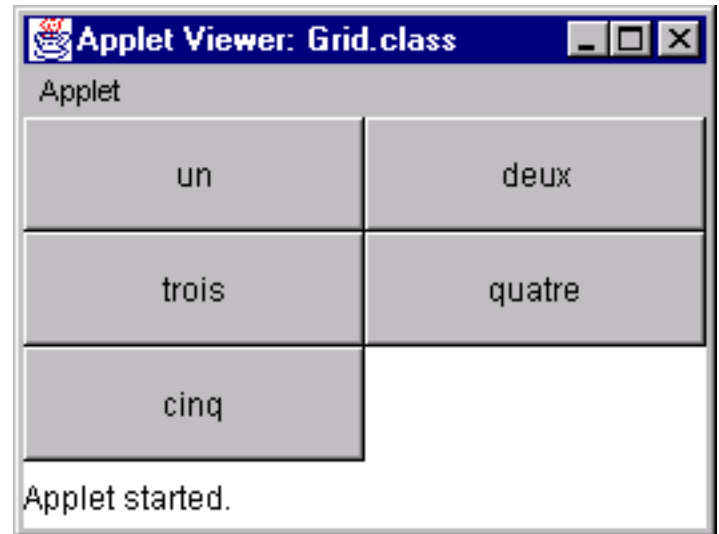 Applet Viewer: Grid.class
Applet
un deux
trois quatre
cinq
Applet started.